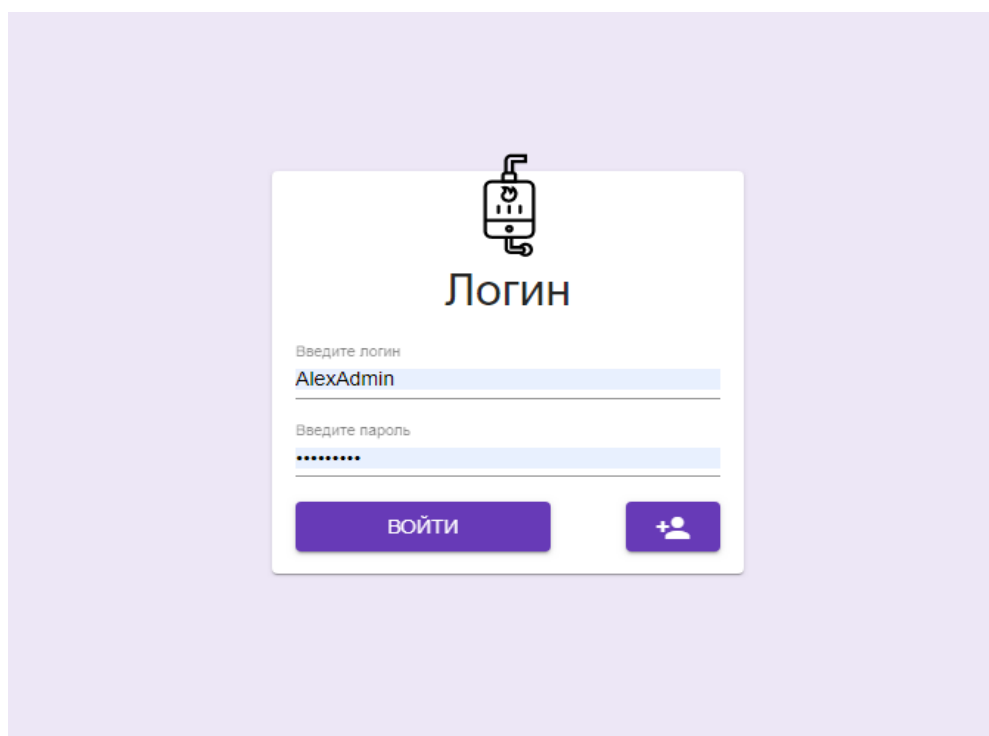 Логин
Введите логин
AlexAdmin
Введите пароль
•••••••••
ВОЙТИ